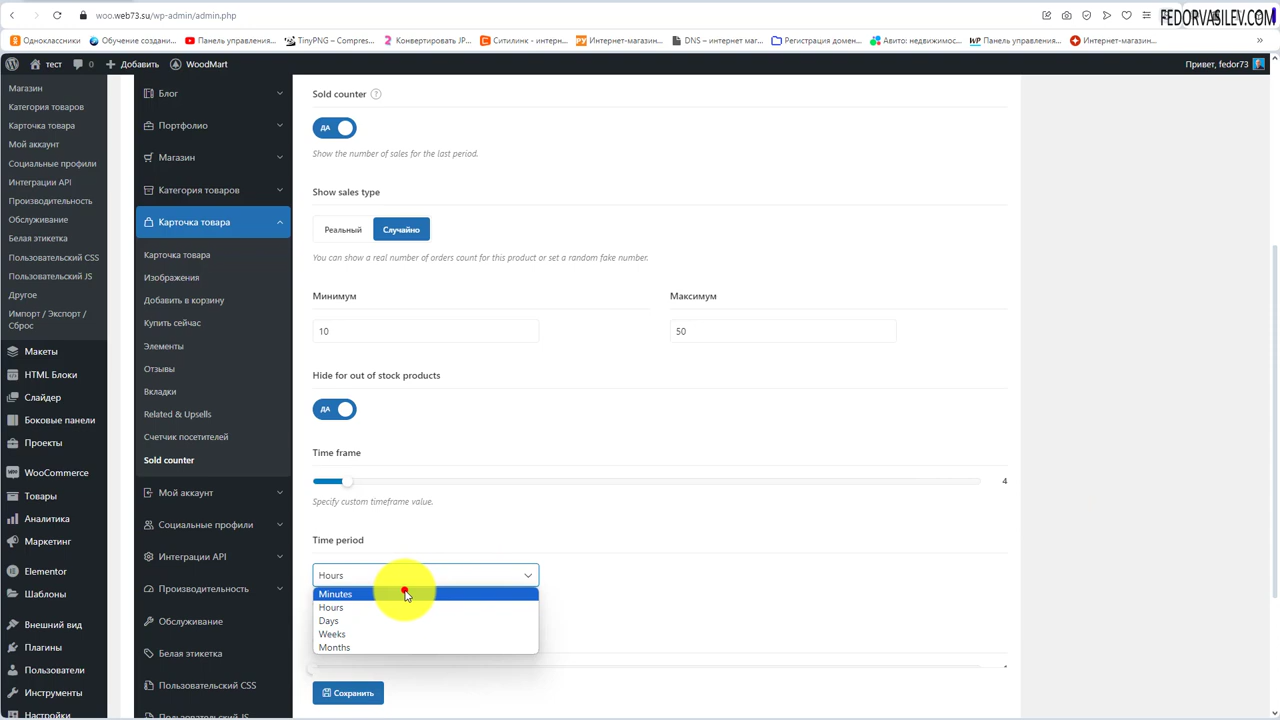 woo.web73.su/wp-admin/admin.php
FEDORVASILEV.COM
Одноклассники
Обучение создани...
Панель управления...
TinyPNG – Compres...
Конвертировать JP...
Ситилинк - интерн...
Интернет-магазин...
DNS – интернет маг...
Регистрация домен...
Авито: недвижимос...
Панель управления...
Интернет-магазин...
тест
0
Добавить
WoodMart
Привет, fedor73
Магазин
Категория товаров
Карточка товара
Мой аккаунт
Социальные профили
Интеграции API
Производительность
Обслуживание
Белая этикетка
Пользовательский CSS
Пользовательский JS
Другое
Импорт / Экспорт /
Сброс
Макеты
HTML Блоки
Слайдер
Боковые панели
Проекты
WooCommerce
Товары
Аналитика
Маркетинг
Elementor
Шаблоны
Внешний вид
Плагины
Пользователи
Инструменты
Настройки
Блог
Портфолио
Магазин
Категория товаров
Карточка товара
Карточка товара
Изображения
Добавить в корзину
Купить сейчас
Элементы
Отзывы
Вкладки
Related & Upsells
Счетчик посетителей
Sold counter
Мой аккаунт
Социальные профили
Интеграции API
Производительность
Обслуживание
Белая этикетка
Пользовательский CSS
Пользовательский JS
Sold counter ?
ДА
Show the number of sales for the last period.
Show sales type
Реальный
Случайно
You can show a real number of orders count for this product or set a random fake number.
Минимум
Максимум
10
50
Hide for out of stock products
ДА
Time frame
4
Specify custom timeframe value.
Time period
Hours
Minutes
Hours
Days
Weeks
Months
Сохранить